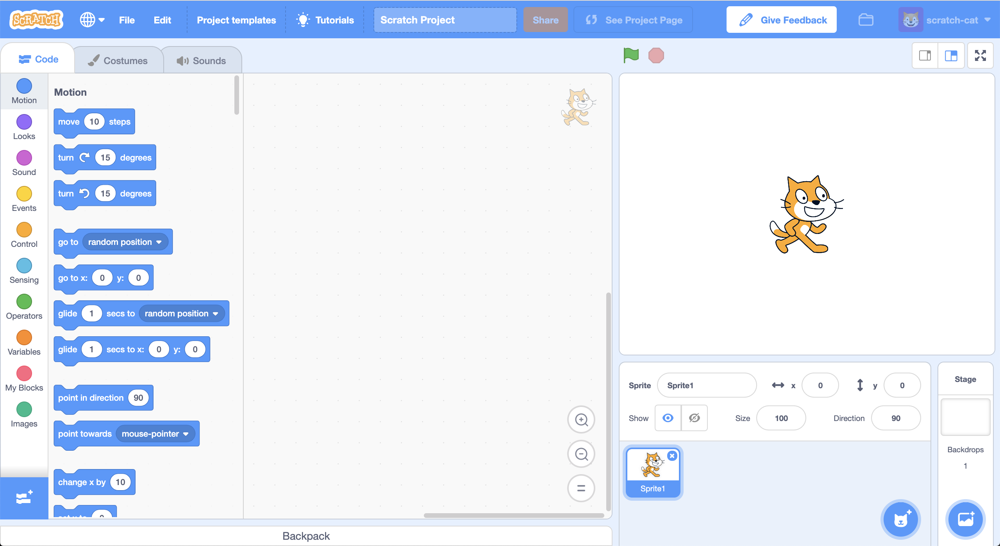 SCRATCH File Edit Project templates Tutorials Scratch Project Share See Project Page Give Feedback scratch-cat
Code Costumes Sounds
Motion
Looks
Sound
Events
Control
Sensing
Operators
Variables
My Blocks
Images
Motion
move 10 steps
turn 15 degrees
turn 15 degrees
go to random position
go to x: 0 y: 0
glide 1 secs to random position
glide 1 secs to x: 0 y: 0
point in direction 90
point towards mouse-pointer
change x by 10
set x to 0
Backpack
Sprite Sprite1 x 0 y 0
Show Size 100 Direction 90
Sprite1
Stage
Backdrops
1